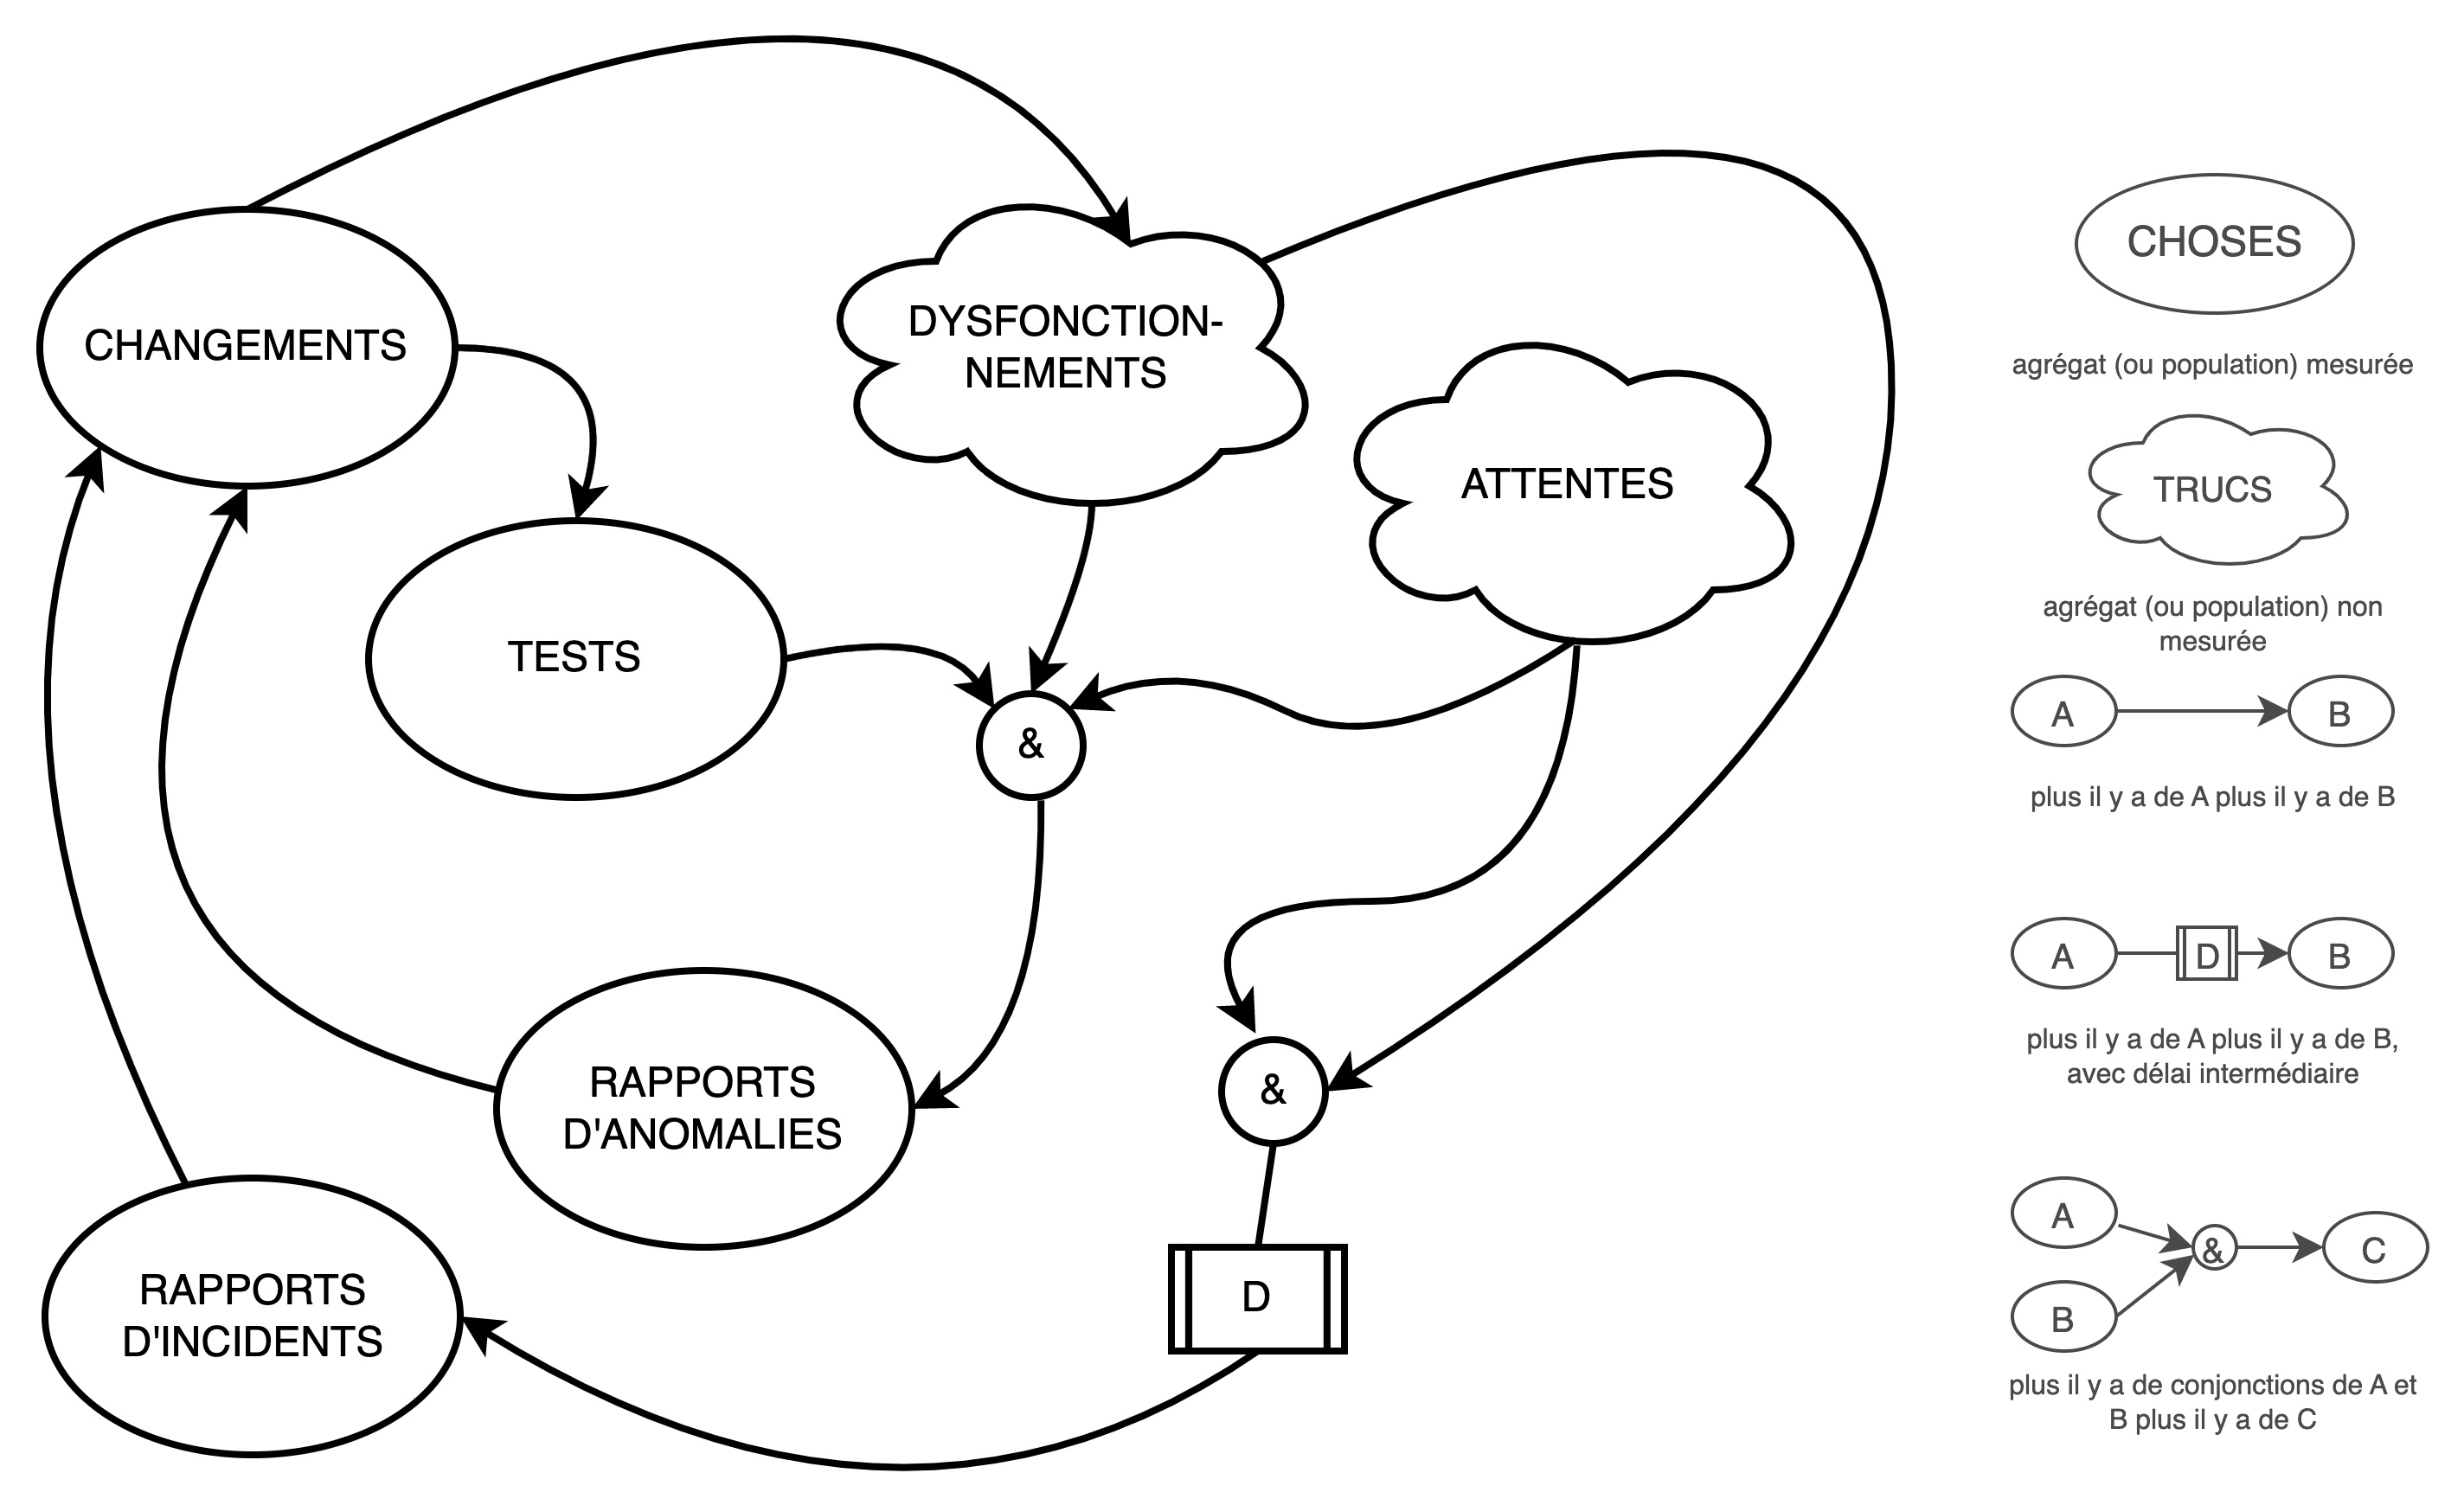 CHANGEMENTS
DYSFONCTION-
NEMENTS
ATTENTES
TESTS
&
RAPPORTS
D'ANOMALIES
&
RAPPORTS
D'INCIDENTS
D
CHOSES
agrégat (ou population) mesurée
TRUCS
agrégat (ou population) non
mesurée
A B
plus il y a de A plus il y a de B
A D B
plus il y a de A plus il y a de B,
avec délai intermédiaire
A
& C
B
plus il y a de conjonctions de A et
B plus il y a de C